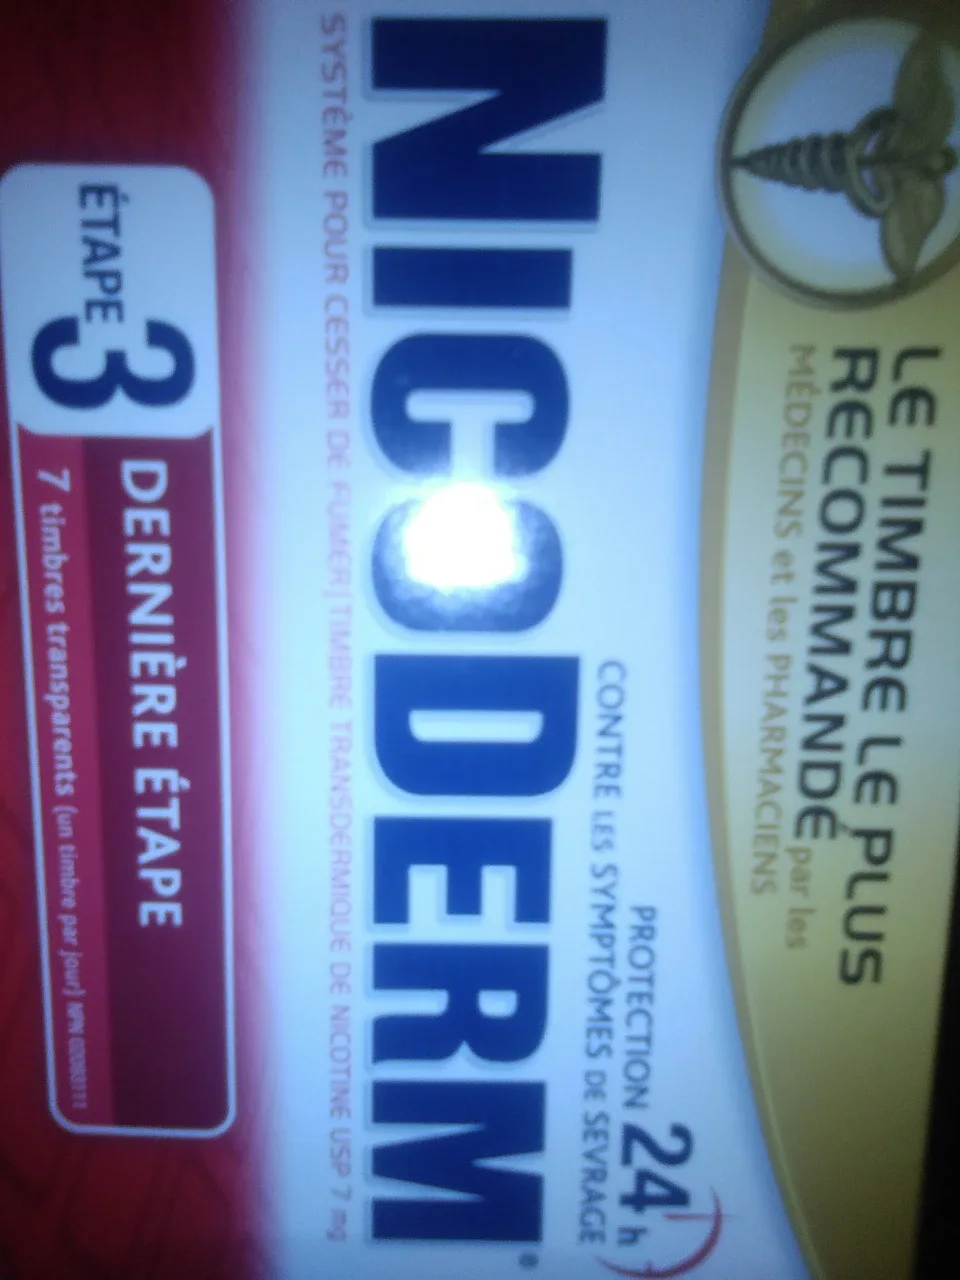 LE TIMBRE LE PLUS
RECOMMANDÉ par les
MÉDECINS et les PHARMACIENS
PROTECTION 24 h
CONTRE LES SYMPTÔMES DE SEVRAGE
NICODERM®
SYSTÈME POUR CESSER DE FUMER|TIMBRE TRANSDERMIQUE DE NICOTINE USP 7 mg
ÉTAPE 3
DERNIÈRE ÉTAPE
7 timbres transparents (un timbre par jour) NPN